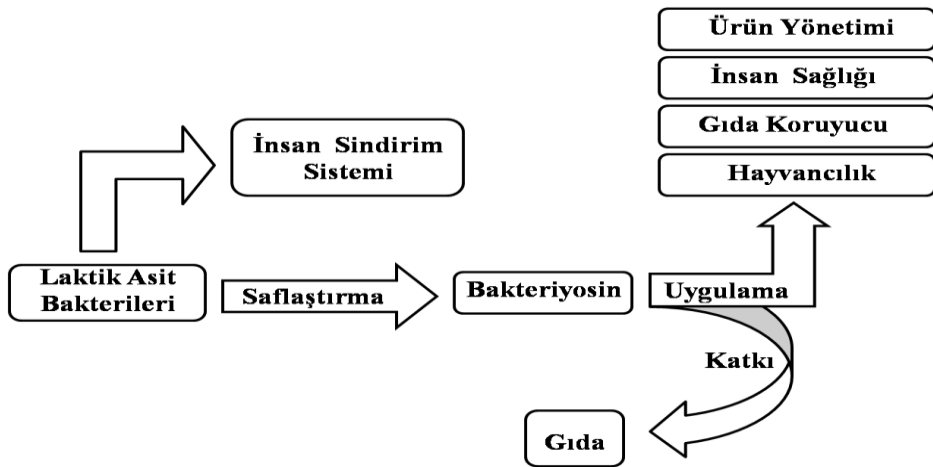 Ürün Yönetimi
İnsan Sağlığı
Gıda Koruyucu
Hayvancılık
İnsan Sindirim
Sistemi
Laktik Asit
Bakterileri
Saflaştırma
Bakteriyosin
Uygulama
Katkı
Gıda